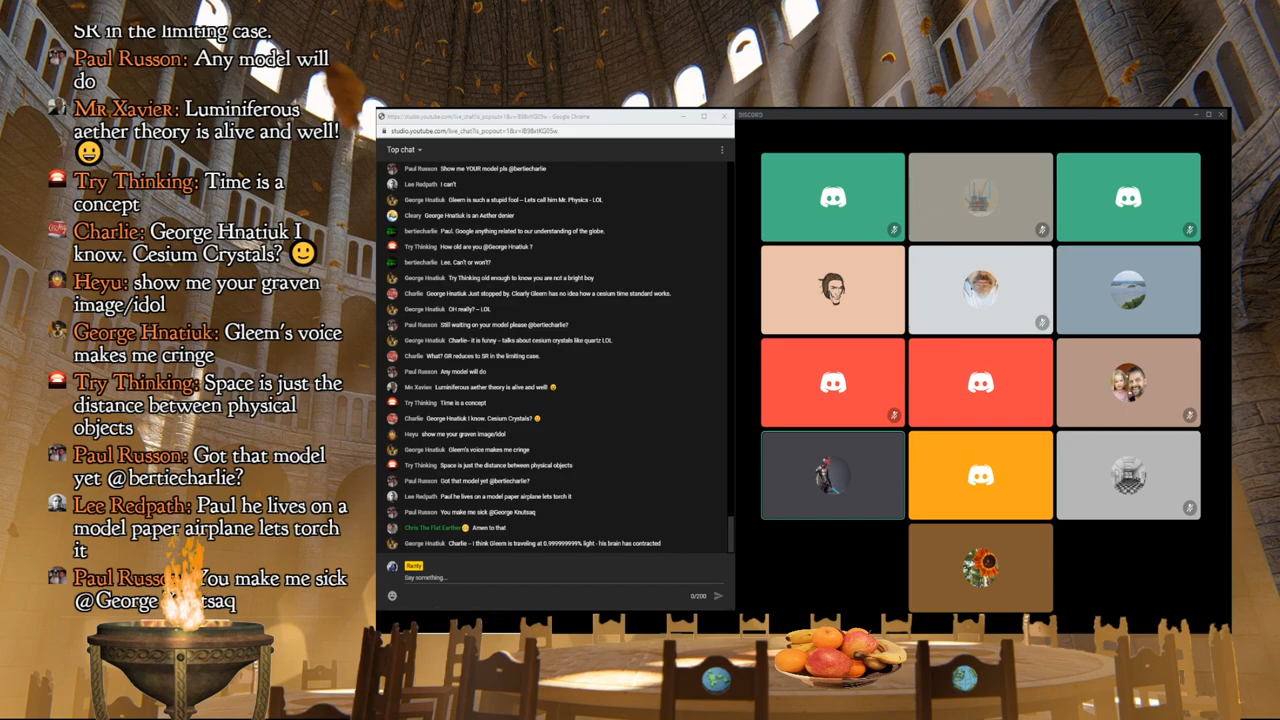 SR in the limiting case.
Paul Russon: Any model will
do
Mr Xavier: Luminiferous
aether theory is alive and well!
Try Thinking: Time is a
concept
Charlie: George Hnatiuk I
know. Cesium Crystals?
Heyu: show me your graven
image/idol
George Hnatiuk: Gleem's voice
makes me cringe
Try Thinking: Space is just the
distance between physical
objects
Paul Russon: Got that model
yet @bertiecharlie?
Lee Redpath: Paul he lives on a
model paper airplane lets torch
it
You make me sick
@George
Top chat
Paul Russon Show me YOUR model pls @bertiecharlie
Lee Redpath I can't
George Hnatiuk Gleem is such a stupid fool -- Lets call him Mr. Physics - LOL
Cleary George Hnatiuk is an Aether denier
bertiecharlie Paul. Google anything related to our understanding of the globe.
Try Thinking How old are you @George Hnatiuk ?
bertiecharlie Lee. Can't or won't?
George Hnatiuk Try Thinking old enough to know you are not a bright boy
Charlie George Hnatiuk Just stopped by. Clearly Gleem has no idea how a cesium time standard works.
George Hnatiuk OH really? -- LOL
Paul Russon Still waiting on your model please @bertiecharlie?
George Hnatiuk Charlie - it is funny -- talks about cesium crystals like quartz LOL
Charlie What? GR reduces to SR in the limiting case.
Paul Russon Any model will do
Mr Xavier Luminiferous aether theory is alive and well!
Try Thinking Time is a concept
Charlie George Hnatiuk I know. Cesium Crystals?
Heyu show me your graven image/idol
George Hnatiuk Gleem's voice makes me cringe
Try Thinking Space is just the distance between physical objects
Paul Russon Got that model yet @bertiecharlie?
Lee Redpath Paul he lives on a model paper airplane lets torch it
Paul Russon You make me sick @George Knutsaq
Chris The Flat Earther Amen to that
George Hnatiuk Charlie -- I think Gleem is traveling at 0.999999999% light - his brain has contracted
Ranty
Say something...
0/200
DISCORD